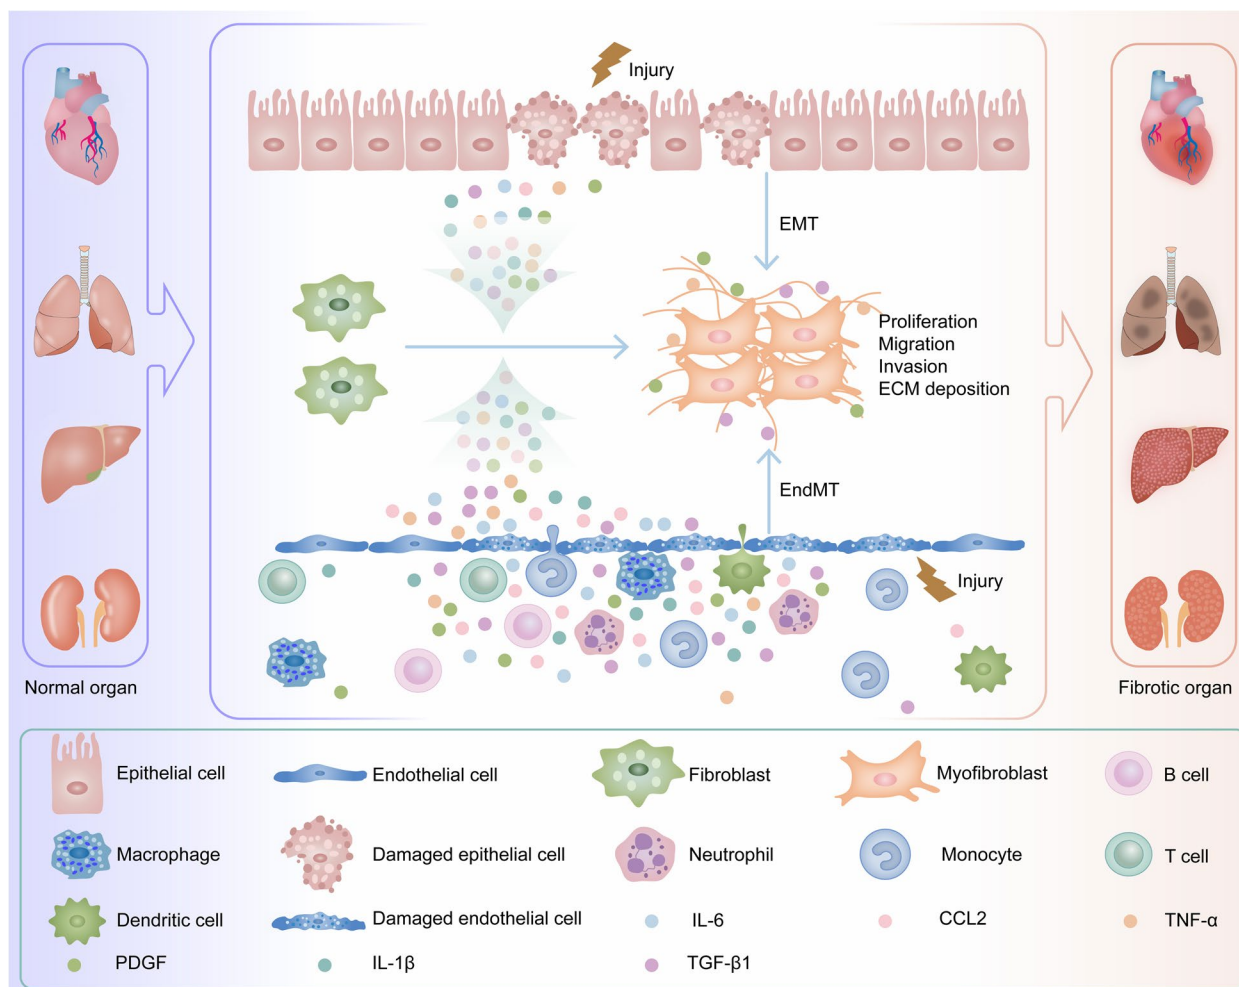 Injury
EMT
Proliferation
Migration
Invasion
ECM deposition
EndMT
Injury
Normal organ
Fibrotic organ
Epithelial cell
Endothelial cell
Fibroblast
Myofibroblast
B cell
Macrophage
Damaged epithelial cell
Neutrophil
Monocyte
T cell
Dendritic cell
Damaged endothelial cell
IL-6
CCL2
TNF-α
PDGF
IL-1β
TGF-β1